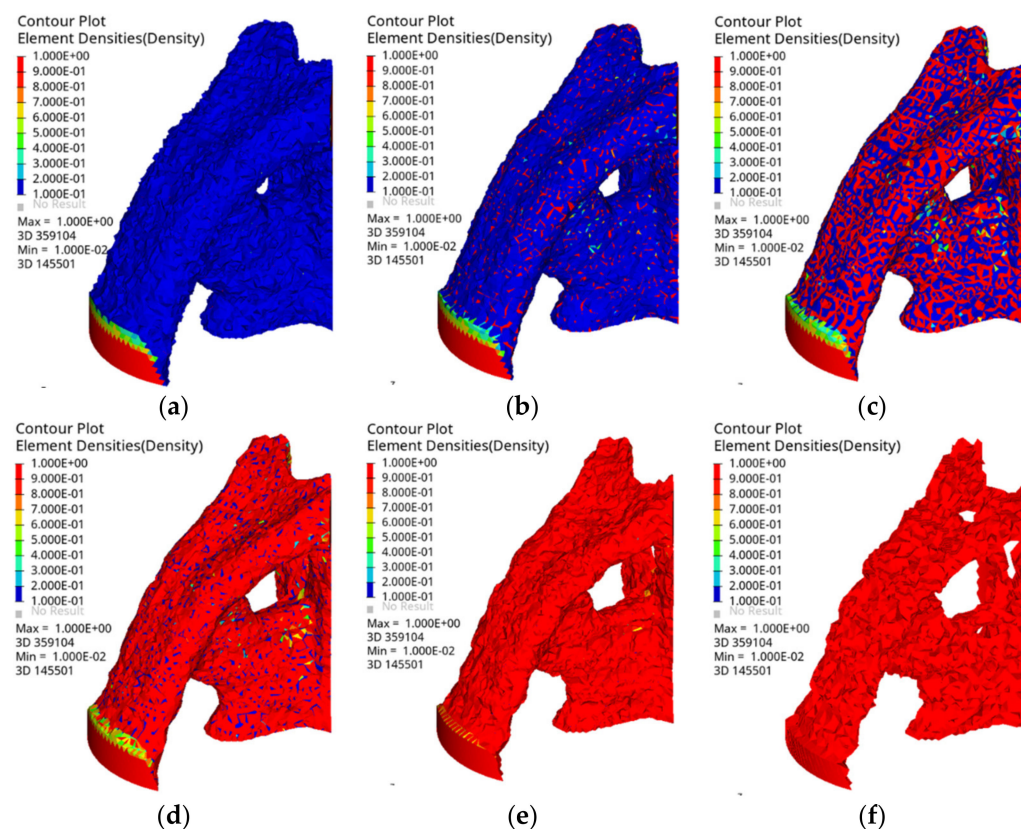 Contour Plot
Element Densities(Density)
1.000E+00
9.000E-01
8.000E-01
7.000E-01
6.000E-01
5.000E-01
4.000E-01
3.000E-01
2.000E-01
1.000E-01
No Result
Max = 1.000E+00
3D 359104
Min = 1.000E-02
3D 145501
(a)
Contour Plot
Element Densities(Density)
1.000E+00
9.000E-01
8.000E-01
7.000E-01
6.000E-01
5.000E-01
4.000E-01
3.000E-01
2.000E-01
1.000E-01
No Result
Max = 1.000E+00
3D 359104
Min = 1.000E-02
3D 145501
(b)
Contour Plot
Element Densities(Density)
1.000E+00
9.000E-01
8.000E-01
7.000E-01
6.000E-01
5.000E-01
4.000E-01
3.000E-01
2.000E-01
1.000E-01
No Result
Max = 1.000E+00
3D 359104
Min = 1.000E-02
3D 145501
(c)
Contour Plot
Element Densities(Density)
1.000E+00
9.000E-01
8.000E-01
7.000E-01
6.000E-01
5.000E-01
4.000E-01
3.000E-01
2.000E-01
1.000E-01
No Result
Max = 1.000E+00
3D 359104
Min = 1.000E-02
3D 145501
(d)
Contour Plot
Element Densities(Density)
1.000E+00
9.000E-01
8.000E-01
7.000E-01
6.000E-01
5.000E-01
4.000E-01
3.000E-01
2.000E-01
1.000E-01
No Result
Max = 1.000E+00
3D 359104
Min = 1.000E-02
3D 145501
(e)
Contour Plot
Element Densities(Density)
1.000E+00
9.000E-01
8.000E-01
7.000E-01
6.000E-01
5.000E-01
4.000E-01
3.000E-01
2.000E-01
1.000E-01
No Result
Max = 1.000E+00
3D 359104
Min = 1.000E-02
3D 145501
(f)